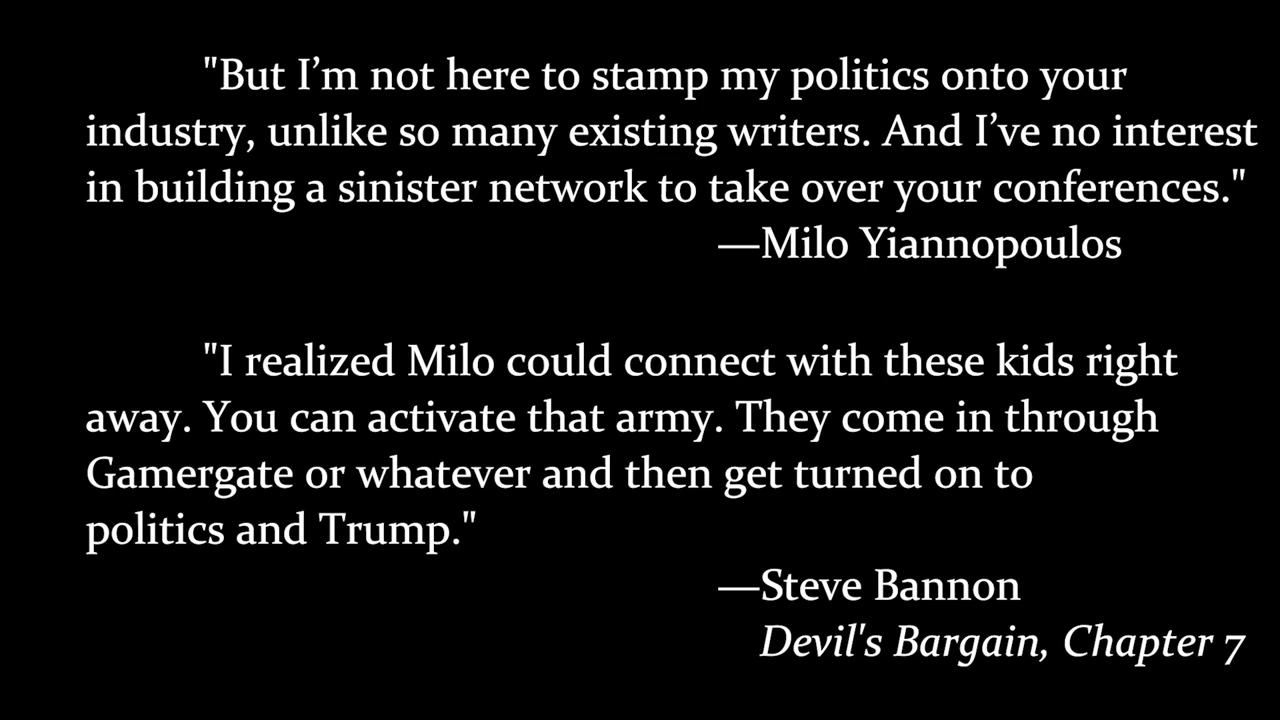 "But I’m not here to stamp my politics onto your
industry, unlike so many existing writers. And I’ve no interest
in building a sinister network to take over your conferences."
—Milo Yiannopoulos
"I realized Milo could connect with these kids right
away. You can activate that army. They come in through
Gamergate or whatever and then get turned on to
politics and Trump."
—Steve Bannon
Devil's Bargain, Chapter 7